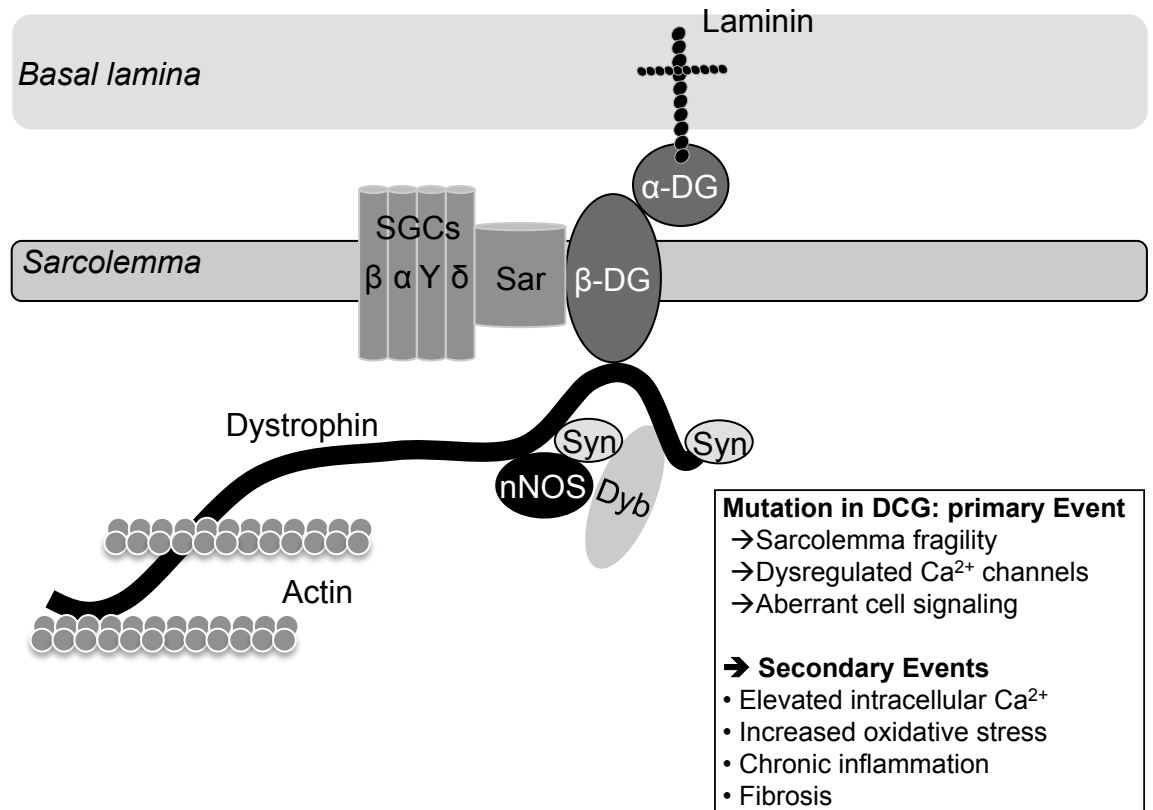 Laminin
Basal lamina
α-DG
SGCs
Sarcolemma
β α Υ δ
Sar
β-DG
Dystrophin
Syn
Syn
nNOS
Dyb
Actin
Mutation in DCG: primary Event
→Sarcolemma fragility
→Dysregulated Ca²⁺ channels
→Aberrant cell signaling
➔ Secondary Events
• Elevated intracellular Ca²⁺
• Increased oxidative stress
• Chronic inflammation
• Fibrosis